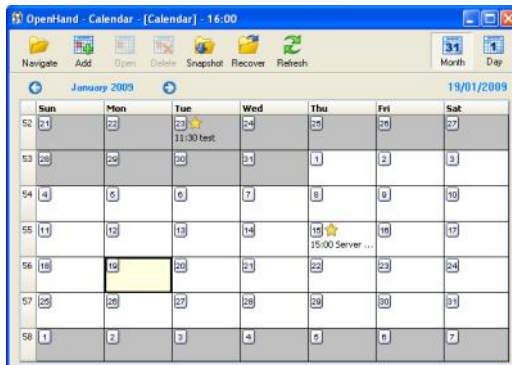 OpenHand - Calendar - [Calendar] - 16:00
Navigate Add Open Delete Snapshot Recover Refresh 31 Month 1 Day
January 2009 19/01/2009
Sun Mon Tue Wed Thu Fri Sat
52 21 22 23 24 25 26 27
11:30 test
53 28 29 30 31 1 2 3
54 4 5 6 7 8 9 10
55 11 12 13 14 15 16 17
15:00 Server ...
56 18 19 20 21 22 23 24
57 25 26 27 28 29 30 31
58 1 2 3 4 5 6 7